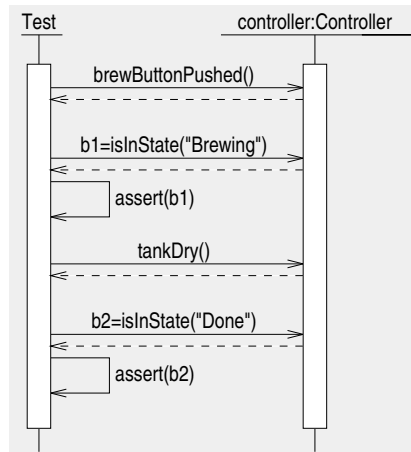 Test
controller:Controller
brewButtonPushed()
b1=isInState("Brewing")
assert(b1)
tankDry()
b2=isInState("Done")
assert(b2)